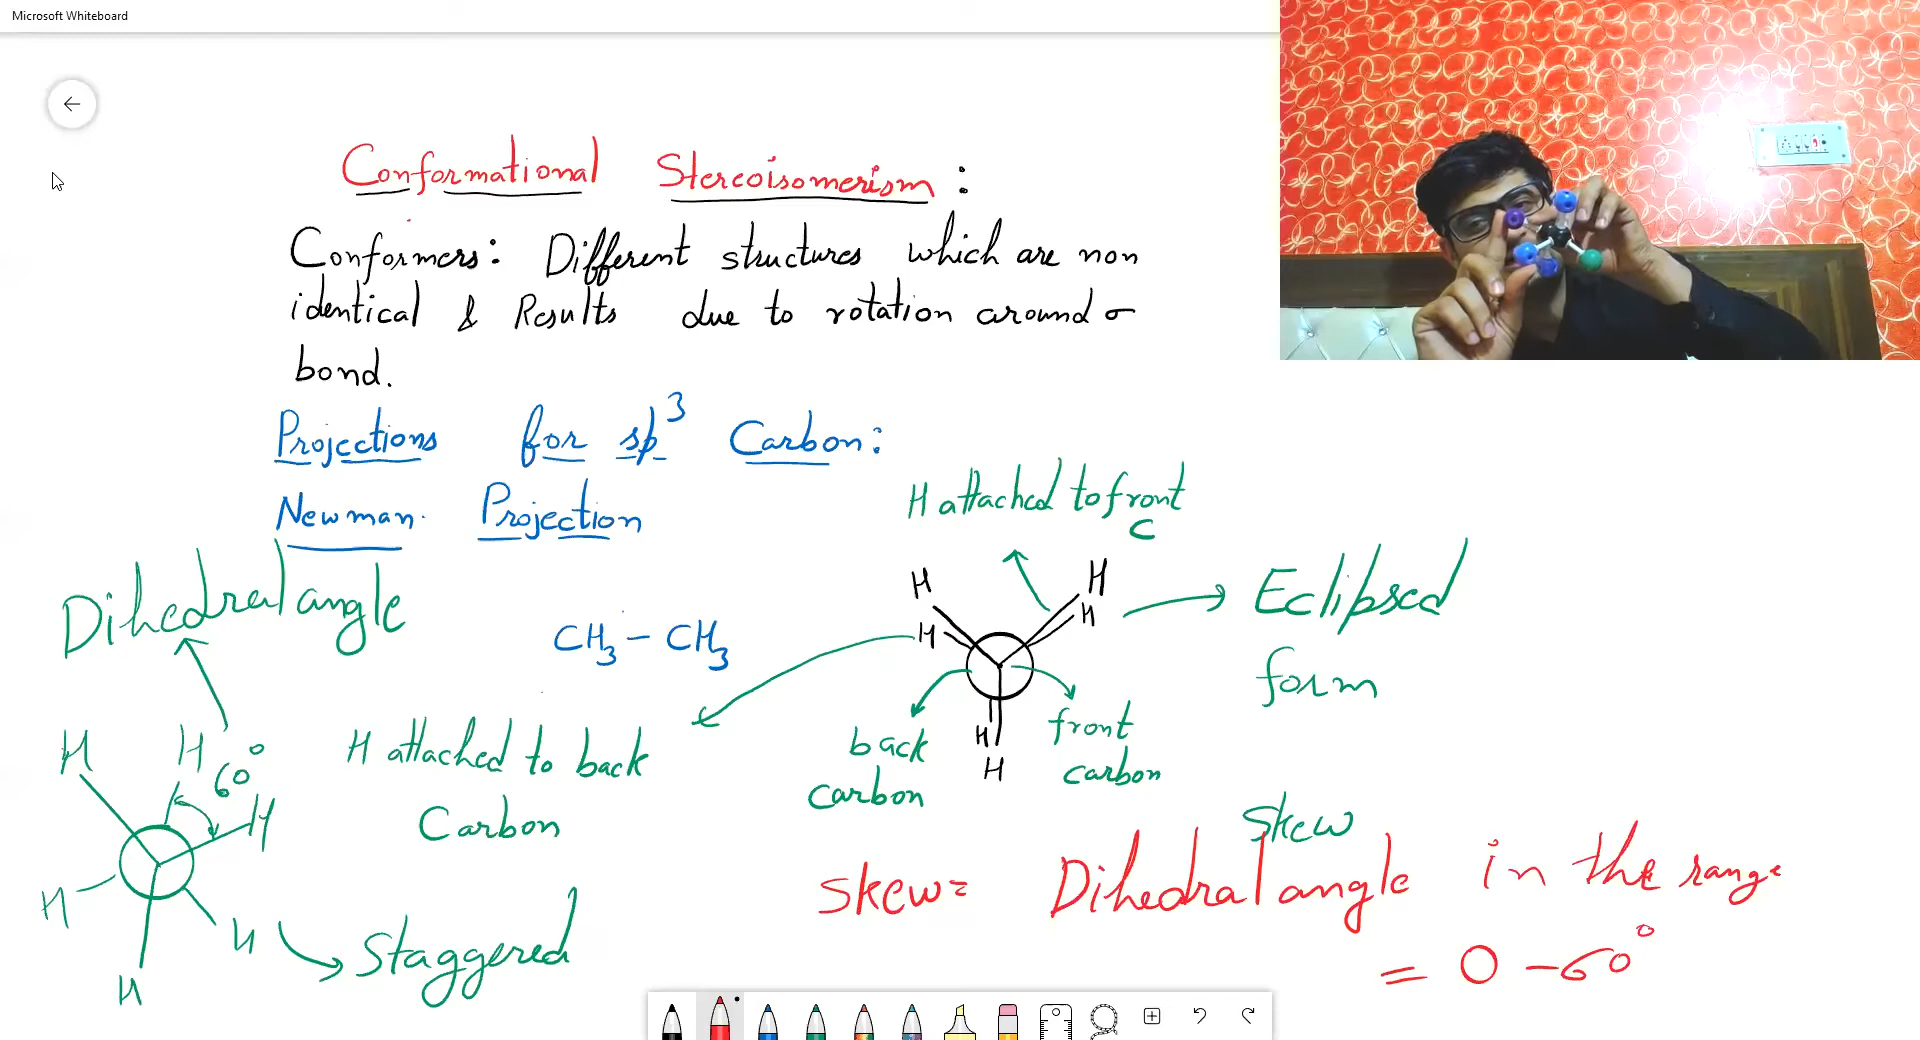 Microsoft Whiteboard
Conformational Stereoisomerism :
Conformers : Different structures which are non
identical & Results due to rotation around σ
bond.
Projections for sp3 Carbon :
Newman Projection
H attached to front
C
Dihedral angle
CH3 - CH3
H
H
H
H
H
H
Eclipsed
form
back
carbon
front
carbon
H attached to back
Carbon
H
H
60°
H
H
H
H
Staggered
skew
skew = Dihedral angle in the range
= 0 - 60°